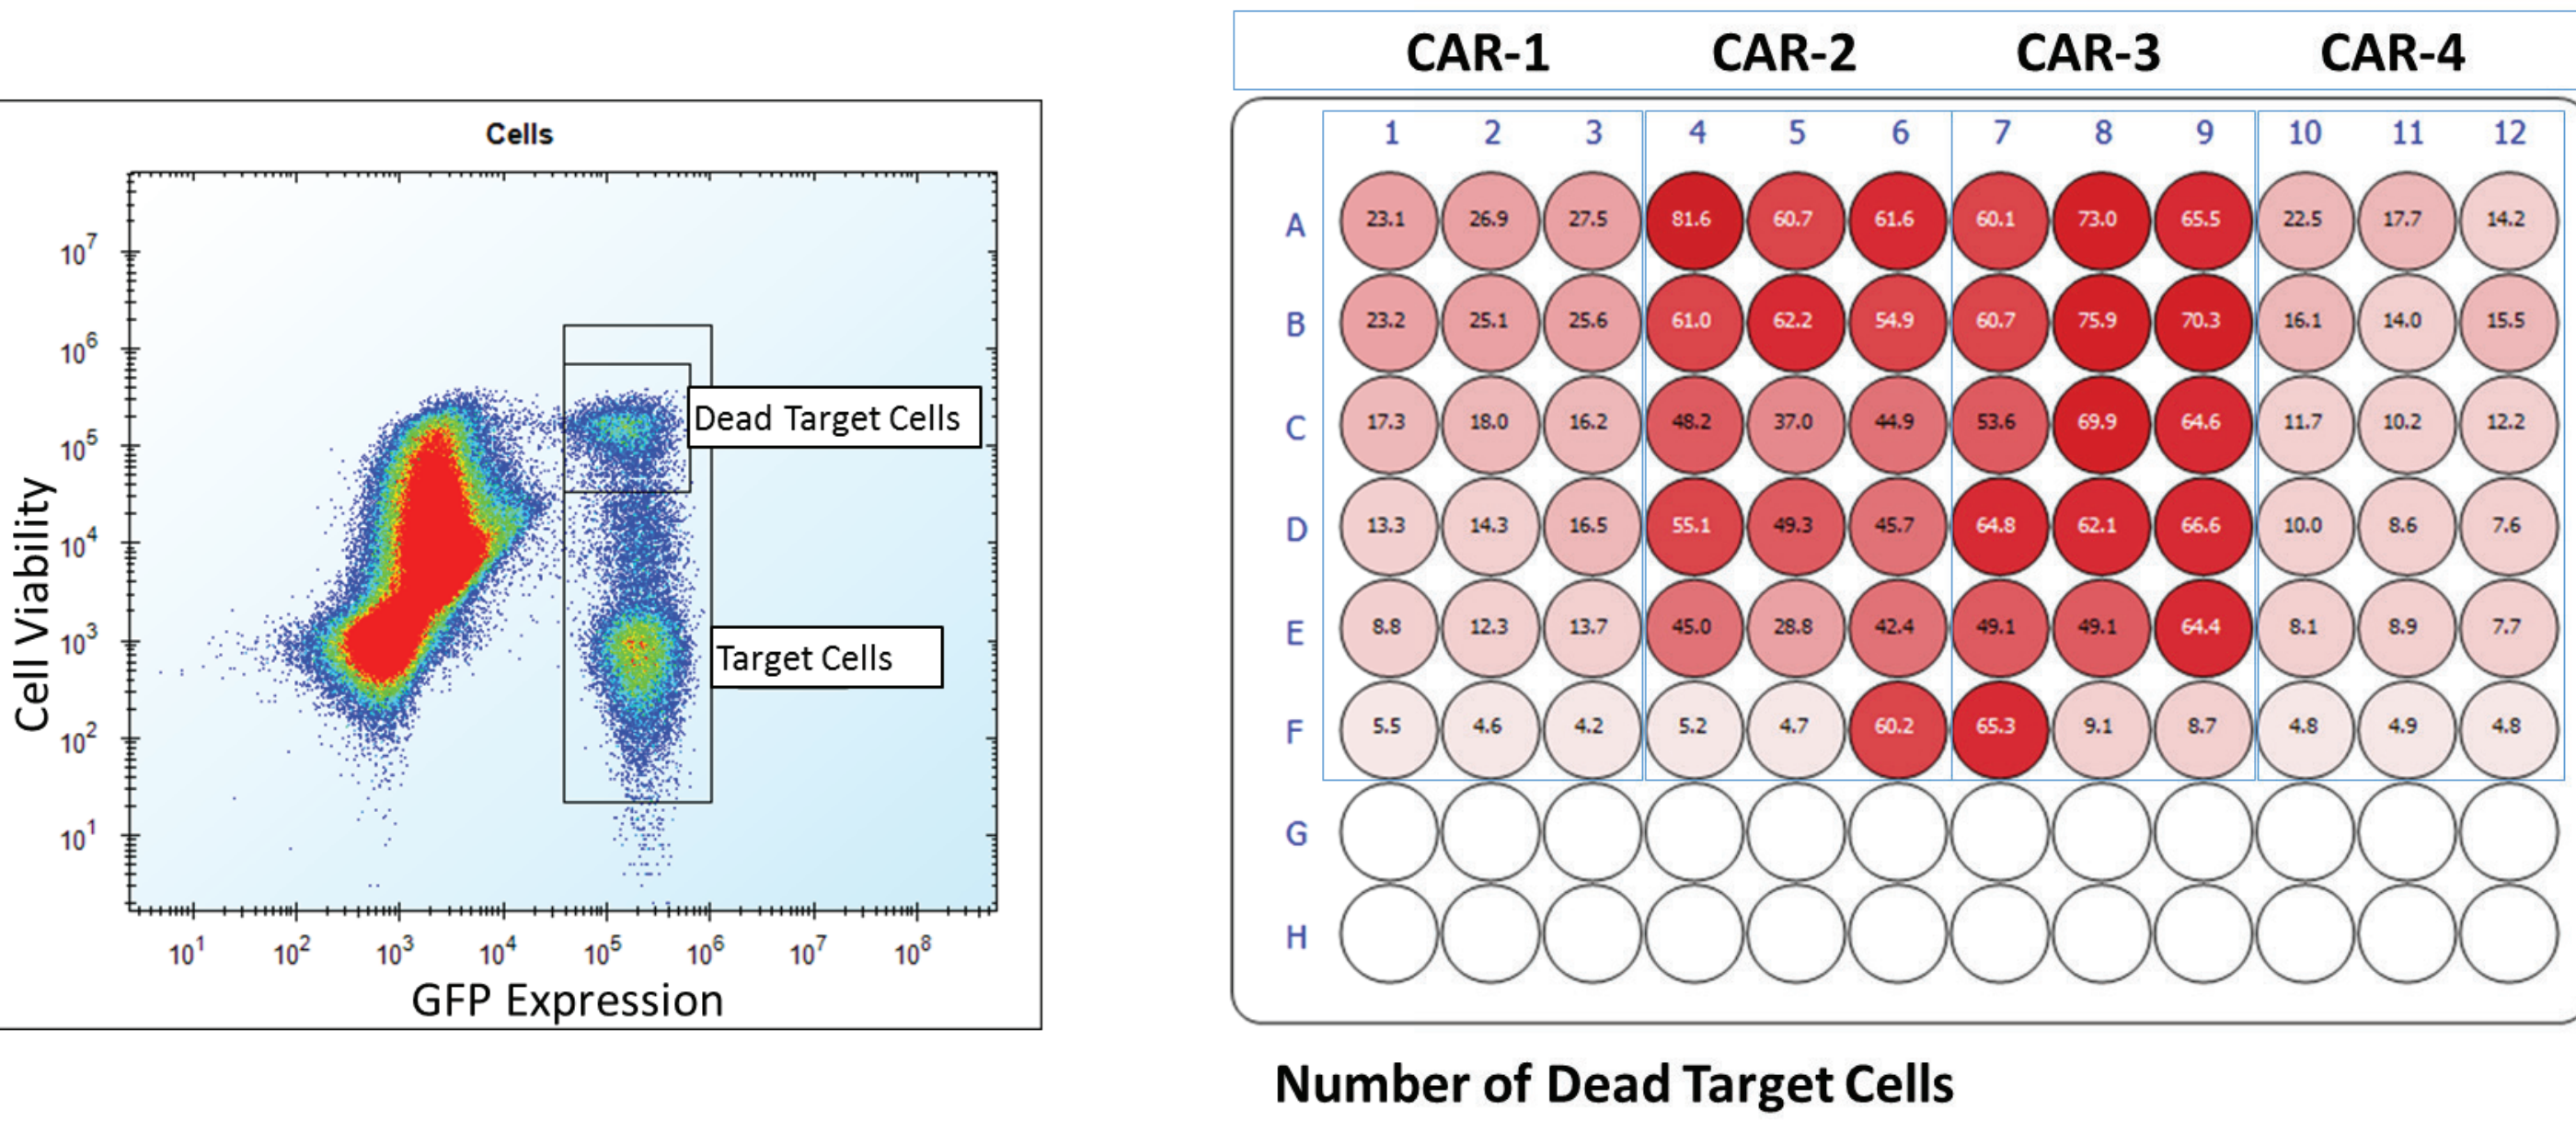 CAR-1 CAR-2 CAR-3 CAR-4
Cells
10^7
10^6
10^5
10^4
10^3
10^2
10^1
Cell Viability
Dead Target Cells
Target Cells
10^1 10^2 10^3 10^4 10^5 10^6 10^7 10^8
GFP Expression
1 2 3 4 5 6 7 8 9 10 11 12
A 23.1 26.9 27.5 81.6 60.7 61.6 60.1 73.0 65.5 22.5 17.7 14.2
B 23.2 25.1 25.6 61.0 62.2 54.9 60.7 75.9 70.3 16.1 14.0 15.5
C 17.3 18.0 16.2 48.2 37.0 44.9 53.6 69.9 64.6 11.7 10.2 12.2
D 13.3 14.3 16.5 55.1 49.3 45.7 64.8 62.1 66.6 10.0 8.6 7.6
E 8.8 12.3 13.7 45.0 28.8 42.4 49.1 49.1 64.4 8.1 8.9 7.7
F 5.5 4.6 4.2 5.2 4.7 60.2 65.3 9.1 8.7 4.8 4.9 4.8
G
H
Number of Dead Target Cells